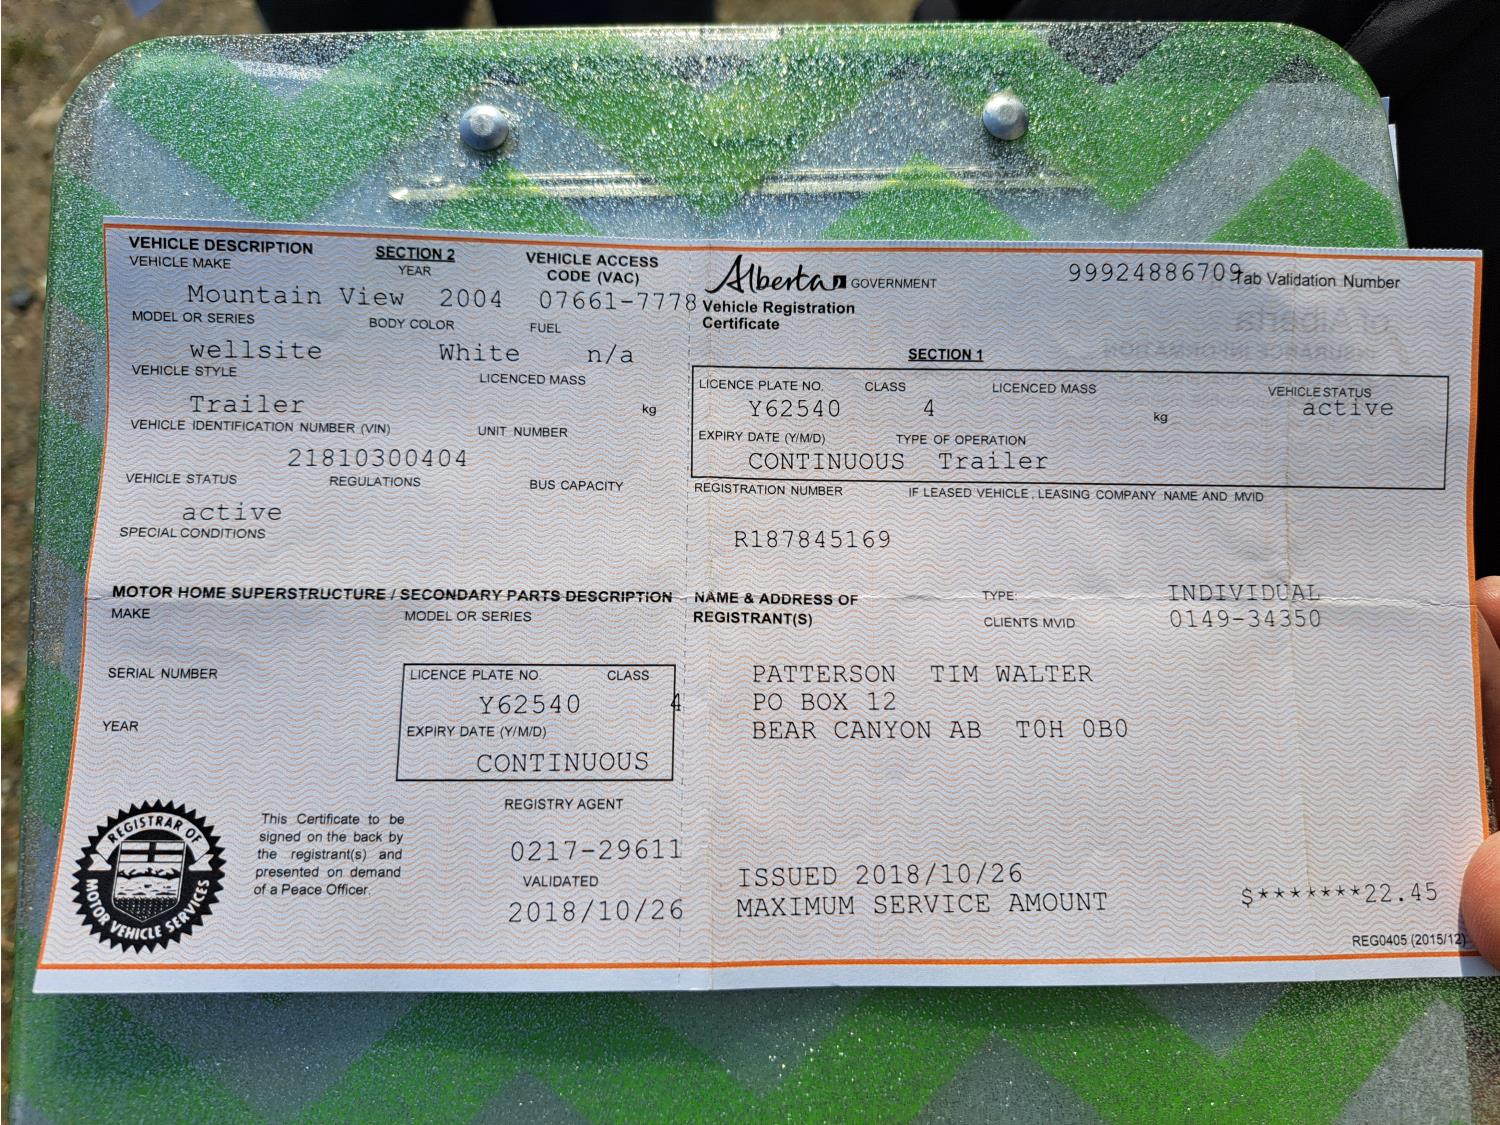 VEHICLE DESCRIPTION
SECTION 2
VEHICLE ACCESS
CODE (VAC)
VEHICLE MAKE
YEAR
Mountain View 2004 07661-7778
MODEL OR SERIES BODY COLOR FUEL
wellsite White n/a
VEHICLE STYLE LICENCED MASS
Trailer kg
VEHICLE IDENTIFICATION NUMBER (VIN) UNIT NUMBER
21810300404
VEHICLE STATUS REGULATIONS BUS CAPACITY
active
SPECIAL CONDITIONS
MOTOR HOME SUPERSTRUCTURE / SECONDARY PARTS DESCRIPTION
MAKE MODEL OR SERIES
SERIAL NUMBER
YEAR
LICENCE PLATE NO. CLASS
Y62540 4
EXPIRY DATE (Y/M/D)
CONTINUOUS
REGISTRY AGENT
0217-29611
VALIDATED
2018/10/26
REGISTRAR OF
MOTOR VEHICLE SERVICES
This Certificate to be
signed on the back by
the registrant(s) and
presented on demand
of a Peace Officer.
Alberta GOVERNMENT
99924886709 Tab Validation Number
Vehicle Registration
Certificate
SECTION 1
LICENCE PLATE NO. CLASS LICENCED MASS VEHICLE STATUS
Y62540 4 kg active
EXPIRY DATE (Y/M/D) TYPE OF OPERATION
CONTINUOUS Trailer
REGISTRATION NUMBER IF LEASED VEHICLE, LEASING COMPANY NAME AND MVID
R187845169
NAME & ADDRESS OF
REGISTRANT(S)
TYPE: INDIVIDUAL
CLIENTS MVID 0149-34350
PATTERSON TIM WALTER
PO BOX 12
BEAR CANYON AB T0H 0B0
ISSUED 2018/10/26
MAXIMUM SERVICE AMOUNT $*******22.45
REG0405 (2015/12)